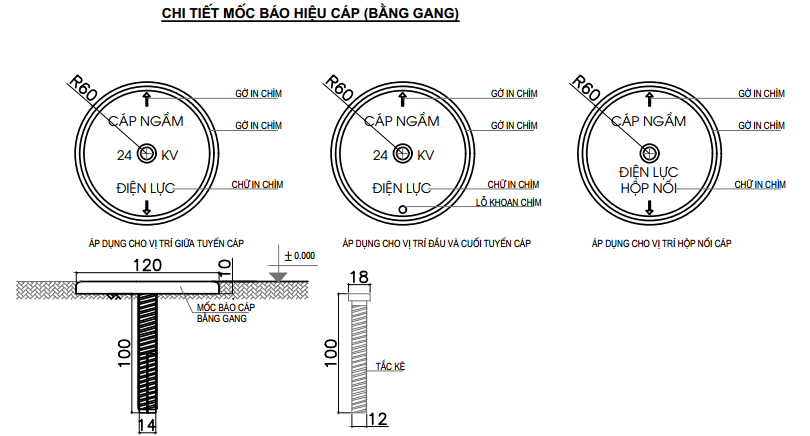 CHI TIẾT MỐC BÁO HIỆU CÁP (BẰNG GANG)
R60
GỜ IN CHÌM
CÁP NGẦM
GỜ IN CHÌM
24 KV
ĐIỆN LỰC
CHỮ IN CHÌM
ÁP DỤNG CHO VỊ TRÍ GIỮA TUYẾN CÁP
R60
GỜ IN CHÌM
CÁP NGẦM
GỜ IN CHÌM
24 KV
ĐIỆN LỰC
CHỮ IN CHÌM
LỖ KHOAN CHÌM
ÁP DỤNG CHO VỊ TRÍ ĐẦU VÀ CUỐI TUYẾN CÁP
R60
GỜ IN CHÌM
CÁP NGẦM
GỜ IN CHÌM
ĐIỆN LỰC
HỘP NỐI
CHỮ IN CHÌM
ÁP DỤNG CHO VỊ TRÍ HỘP NỐI CÁP
120
10
± 0.000
MỐC BÁO CÁP
BẰNG GANG
100
14
18
100
TẮC KÊ
12